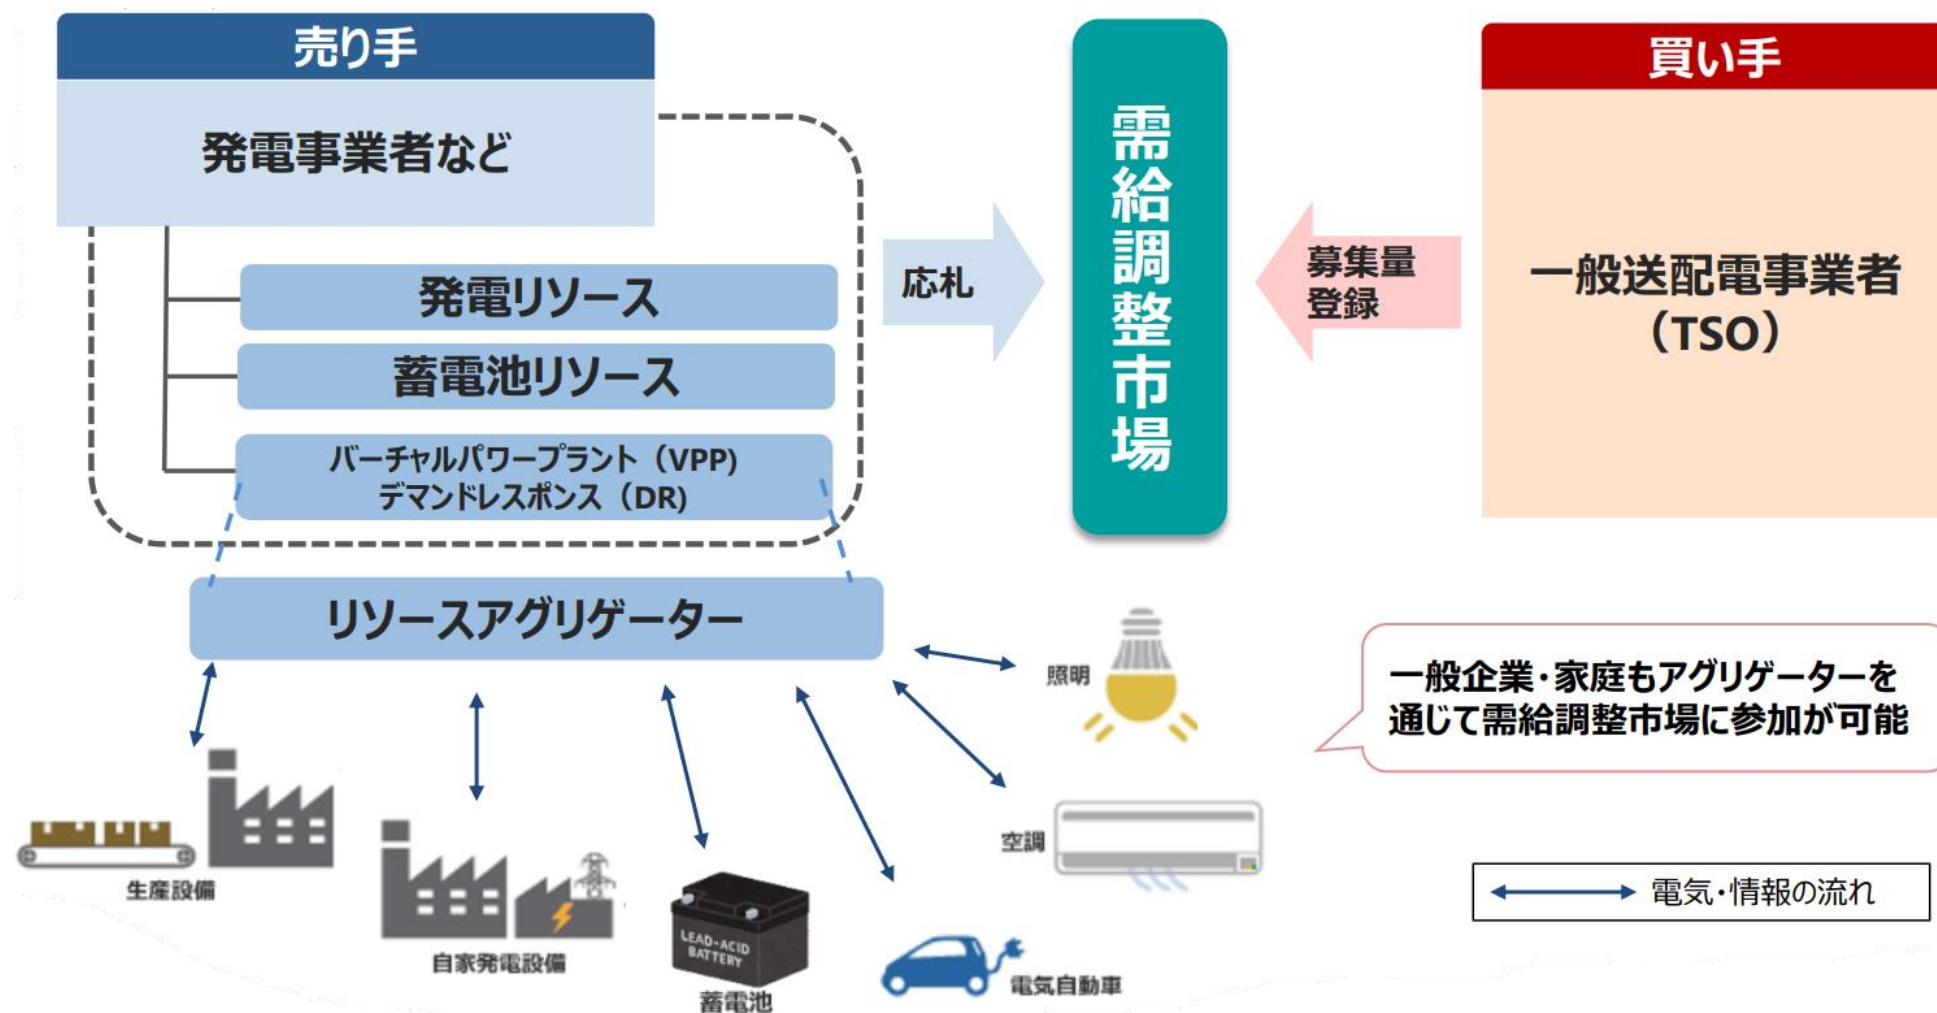 売り手
発電事業者など
発電リソース
蓄電池リソース
バーチャルパワープラント（VPP)
デマンドレスポンス（DR)
リソースアグリゲーター
応札
需給調整市場
募集量
登録
買い手
一般送配電事業者
（TSO）
照明
空調
一般企業・家庭もアグリゲーターを
通じて需給調整市場に参加が可能
生産設備
自家発電設備
LEAD-ACID
BATTERY
蓄電池
電気自動車
電気・情報の流れ